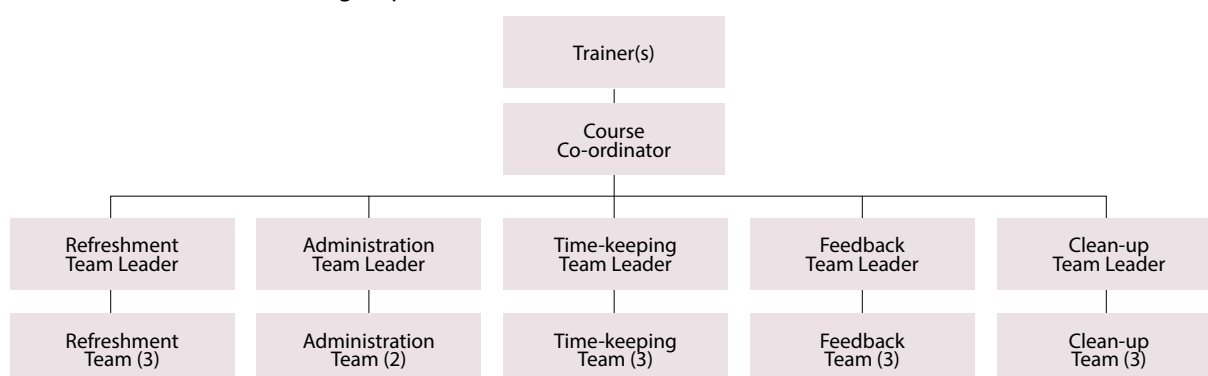 Trainer(s)
Course
Co-ordinator
Refreshment
Team Leader
Administration
Team Leader
Time-keeping
Team Leader
Feedback
Team Leader
Clean-up
Team Leader
Refreshment
Team (3)
Administration
Team (2)
Time-keeping
Team (3)
Feedback
Team (3)
Clean-up
Team (3)